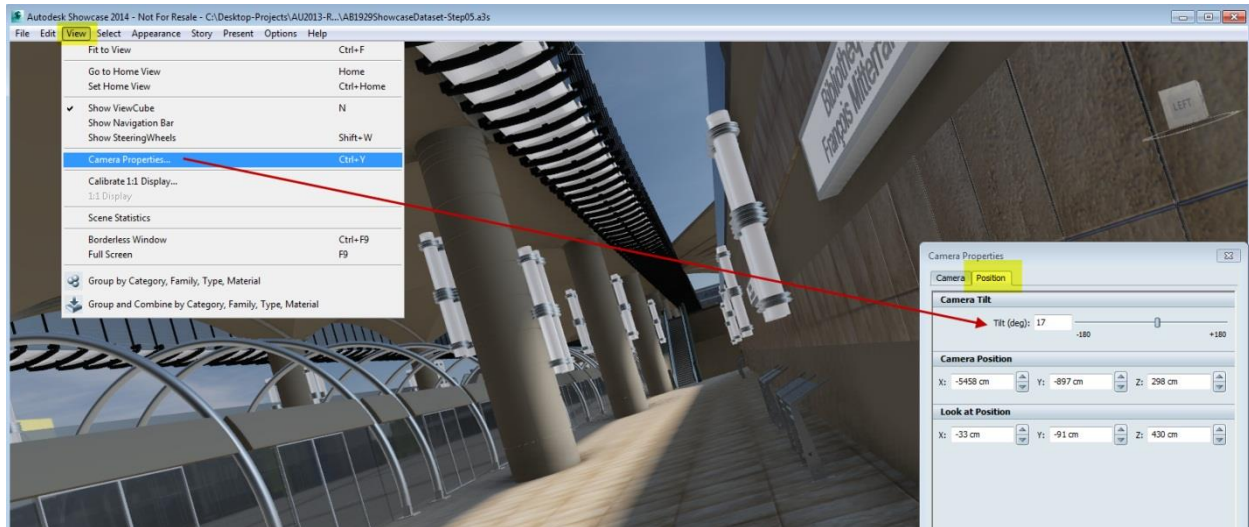 Autodesk Showcase 2014 - Not For Resale - C:\Desktop-Projects\AU2013-R...\AB1929ShowcaseDataset-Step05.a3s
File Edit View Select Appearance Story Present Options Help
Fit to View Ctrl+F
Go to Home View Home
Set Home View Ctrl+Home
Show ViewCube N
Show Navigation Bar
Show SteeringWheels Shift+W
Camera Properties... Ctrl+Y
Calibrate 1:1 Display...
1:1 Display
Scene Statistics
Borderless Window Ctrl+F9
Full Screen F9
Group by Category, Family, Type, Material
Group and Combine by Category, Family, Type, Material
François Mitterra
LEFT
Camera Properties
Camera Position
Camera Tilt
Tilt (deg): 17
-180 +180
Camera Position
X: -5458 cm Y: -897 cm Z: 298 cm
Look at Position
X: -33 cm Y: -91 cm Z: 430 cm